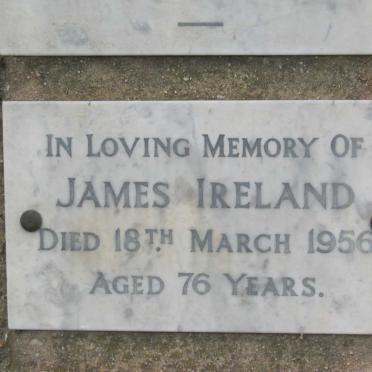 IN LOVING MEMORY OF
JAMES IRELAND
DIED 18TH. MARCH 1956
AGED 76 YEARS.